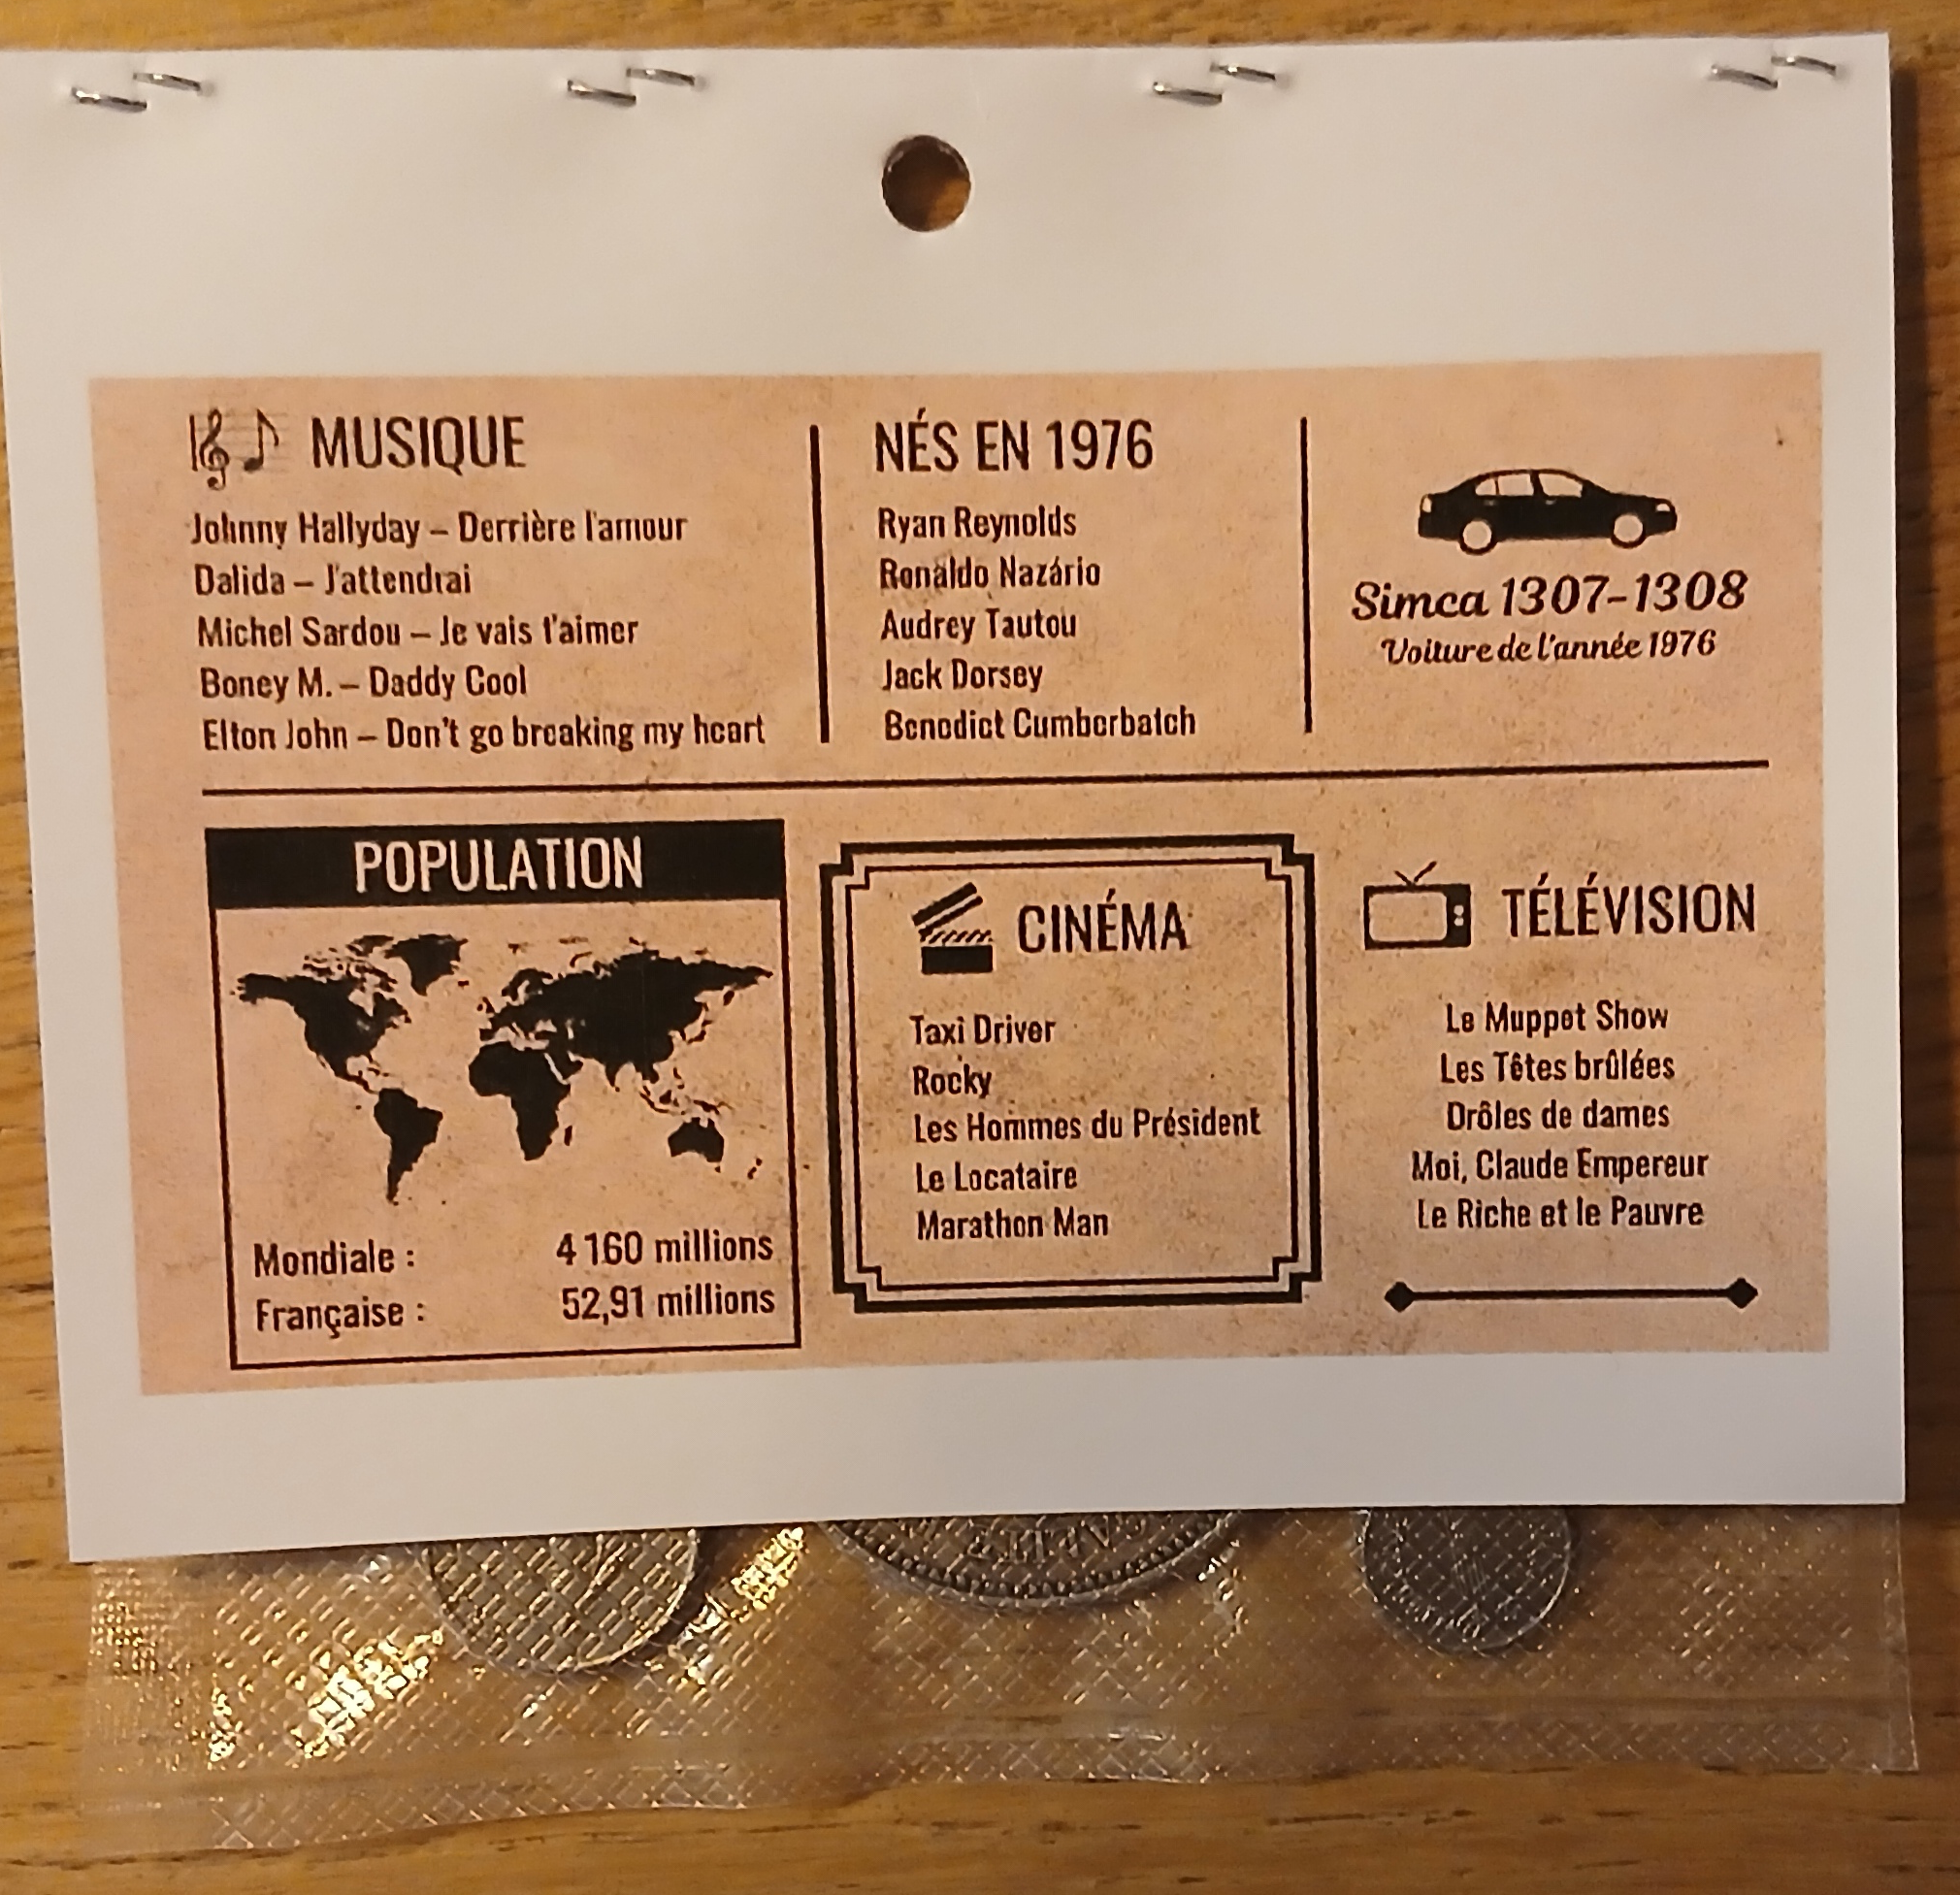 MUSIQUE
Johnny Hallyday – Derrière l'amour
Dalida – J'attendrai
Michel Sardou – Je vais t'aimer
Boney M. – Daddy Cool
Elton John – Don't go breaking my heart
NÉS EN 1976
Ryan Reynolds
Ronaldo Nazário
Audrey Tautou
Jack Dorsey
Benedict Cumberbatch
Simca 1307-1308
Voiture de l'année 1976
POPULATION
Mondiale : 4 160 millions
Française : 52,91 millions
CINÉMA
Taxi Driver
Rocky
Les Hommes du Président
Le Locataire
Marathon Man
TÉLÉVISION
Le Muppet Show
Les Têtes brûlées
Drôles de dames
Moi, Claude Empereur
Le Riche et le Pauvre